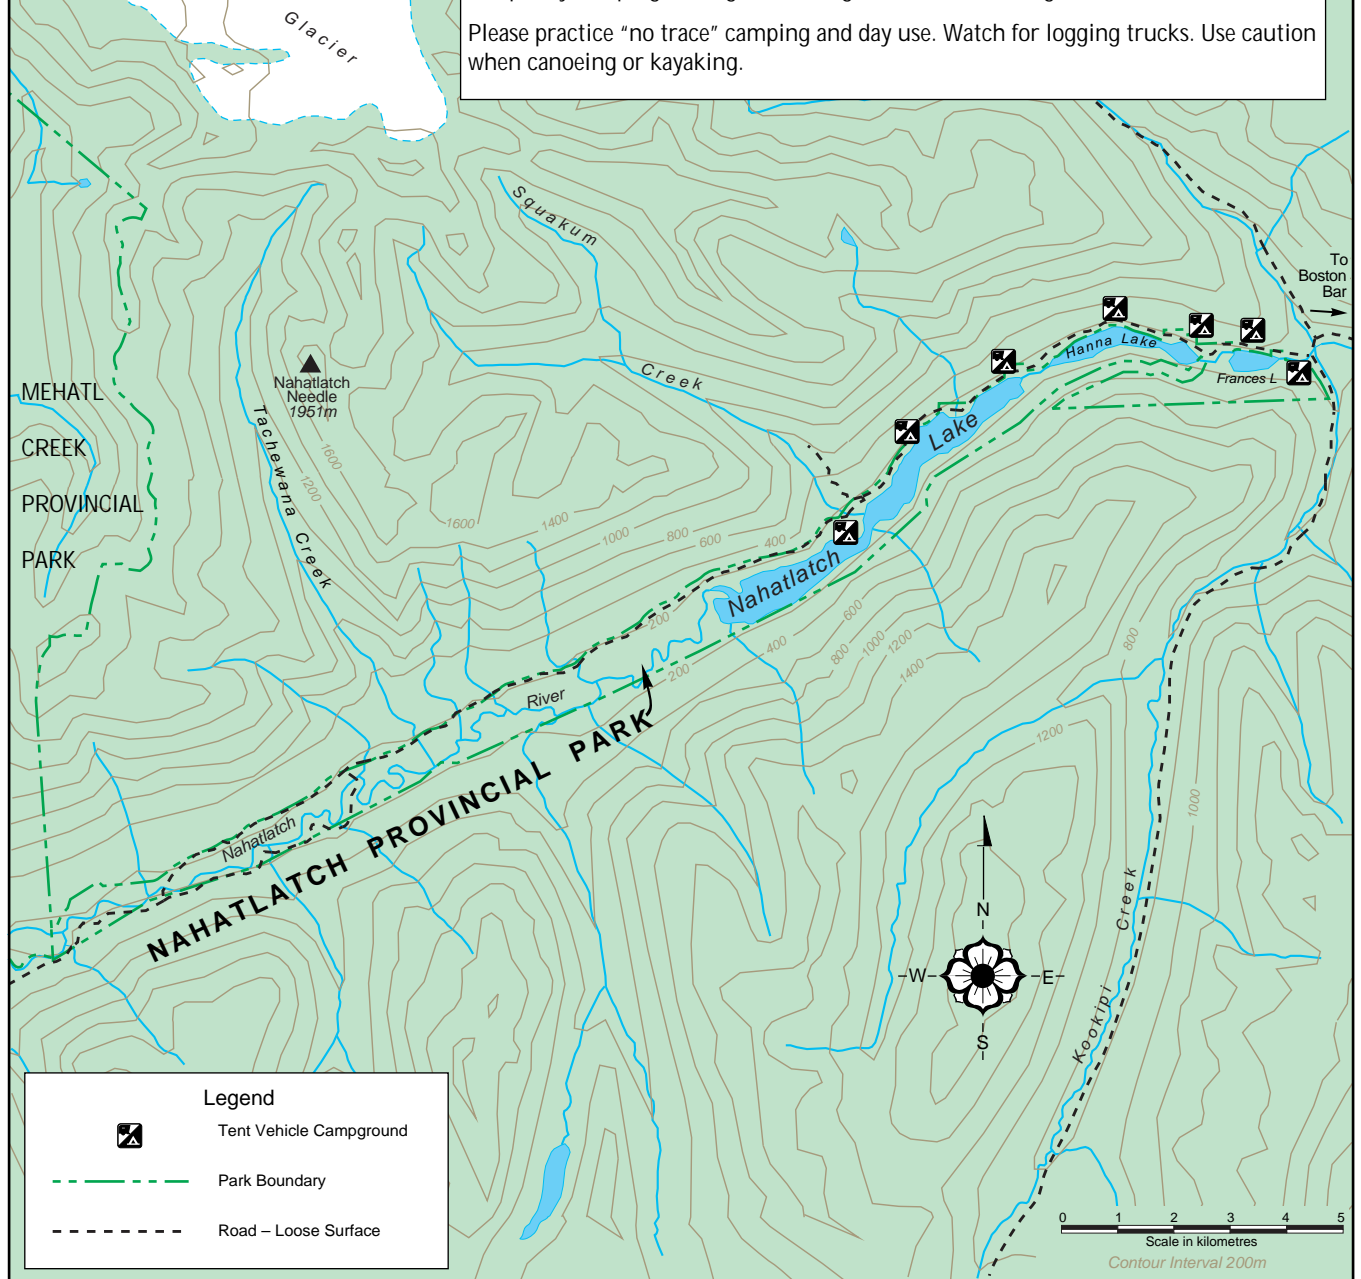 Please practice “no trace” camping and day use. Watch for logging trucks. Use caution
when canoeing or kayaking.
Glacier
Squakum
Creek
To
Boston
Bar
Hanna Lake
Frances L
Nahatlatch
Needle
1951m
MEHATL
CREEK
PROVINCIAL
PARK
Tachewana Creek
1600
1200
Lake
Nahatlatch
1600
1400
1000
800
600
400
200
200
400
600
800
1000
1200
1400
800
1200
1000
River
Nahatlatch
NAHATLATCH PROVINCIAL PARK
Kookipi Creek
N
W
E
S
Legend
Tent Vehicle Campground
Park Boundary
Road – Loose Surface
0 1 2 3 4 5
Scale in kilometres
Contour Interval 200m